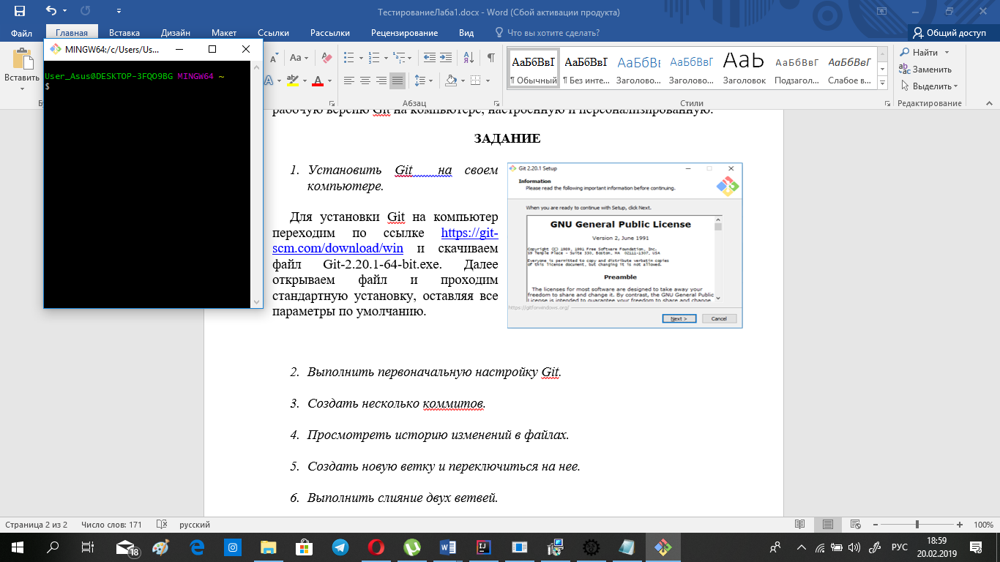 ТестированиеЛаба1.docx - Word (Сбой активации продукта)
Файл Главная Вставка Дизайн Макет Ссылки Рассылки Рецензирование Вид Что вы хотите сделать? Общий доступ
MINGW64:/c/Users/Us...
User_Asus@DESKTOP-3FQO9BG MINGW64 ~
$
Вставить
Aa
АаБбВвГ АаБбВвГ АаБбВ АаБбВвГ АаЬ АаБбВвГ АаБбВвГ
¶ Обычный ¶ Без инте... Заголово... Заголово... Заголовок Подзагол... Слабое в...
Найти
Заменить
Выделить
Абзац Стили Редактирование
рабочую версию Git на компьютере, настроенную и персонализированную.
ЗАДАНИЕ
1. Установить Git на своем
компьютере.
Для установки Git на компьютер
переходим по ссылке https://git-
scm.com/download/win и скачиваем
файл Git-2.20.1-64-bit.exe. Далее
открываем файл и проходим
стандартную установку, оставляя все
параметры по умолчанию.
Git 2.20.1 Setup
Information
Please read the following important information before continuing.
When you are ready to continue with Setup, click Next.
GNU General Public License
Version 2, June 1991
Copyright (C) 1989, 1991 Free Software Foundation, Inc.
59 Temple Place - Suite 330, Boston, MA 02111-1307, USA
Everyone is permitted to copy and distribute verbatim copies
of this license document, but changing it is not allowed.
Preamble
The licenses for most software are designed to take away your
freedom to share and change it. By contrast, the GNU General Public
License is intended to guarantee your freedom to share and change
https://gitforwindows.org/
Next > Cancel
2. Выполнить первоначальную настройку Git.
3. Создать несколько коммитов.
4. Просмотреть историю изменений в файлах.
5. Создать новую ветку и переключиться на нее.
6. Выполнить слияние двух ветвей.
Страница 2 из 2 Число слов: 171 русский 100%
18 РУС 18:59
20.02.2019